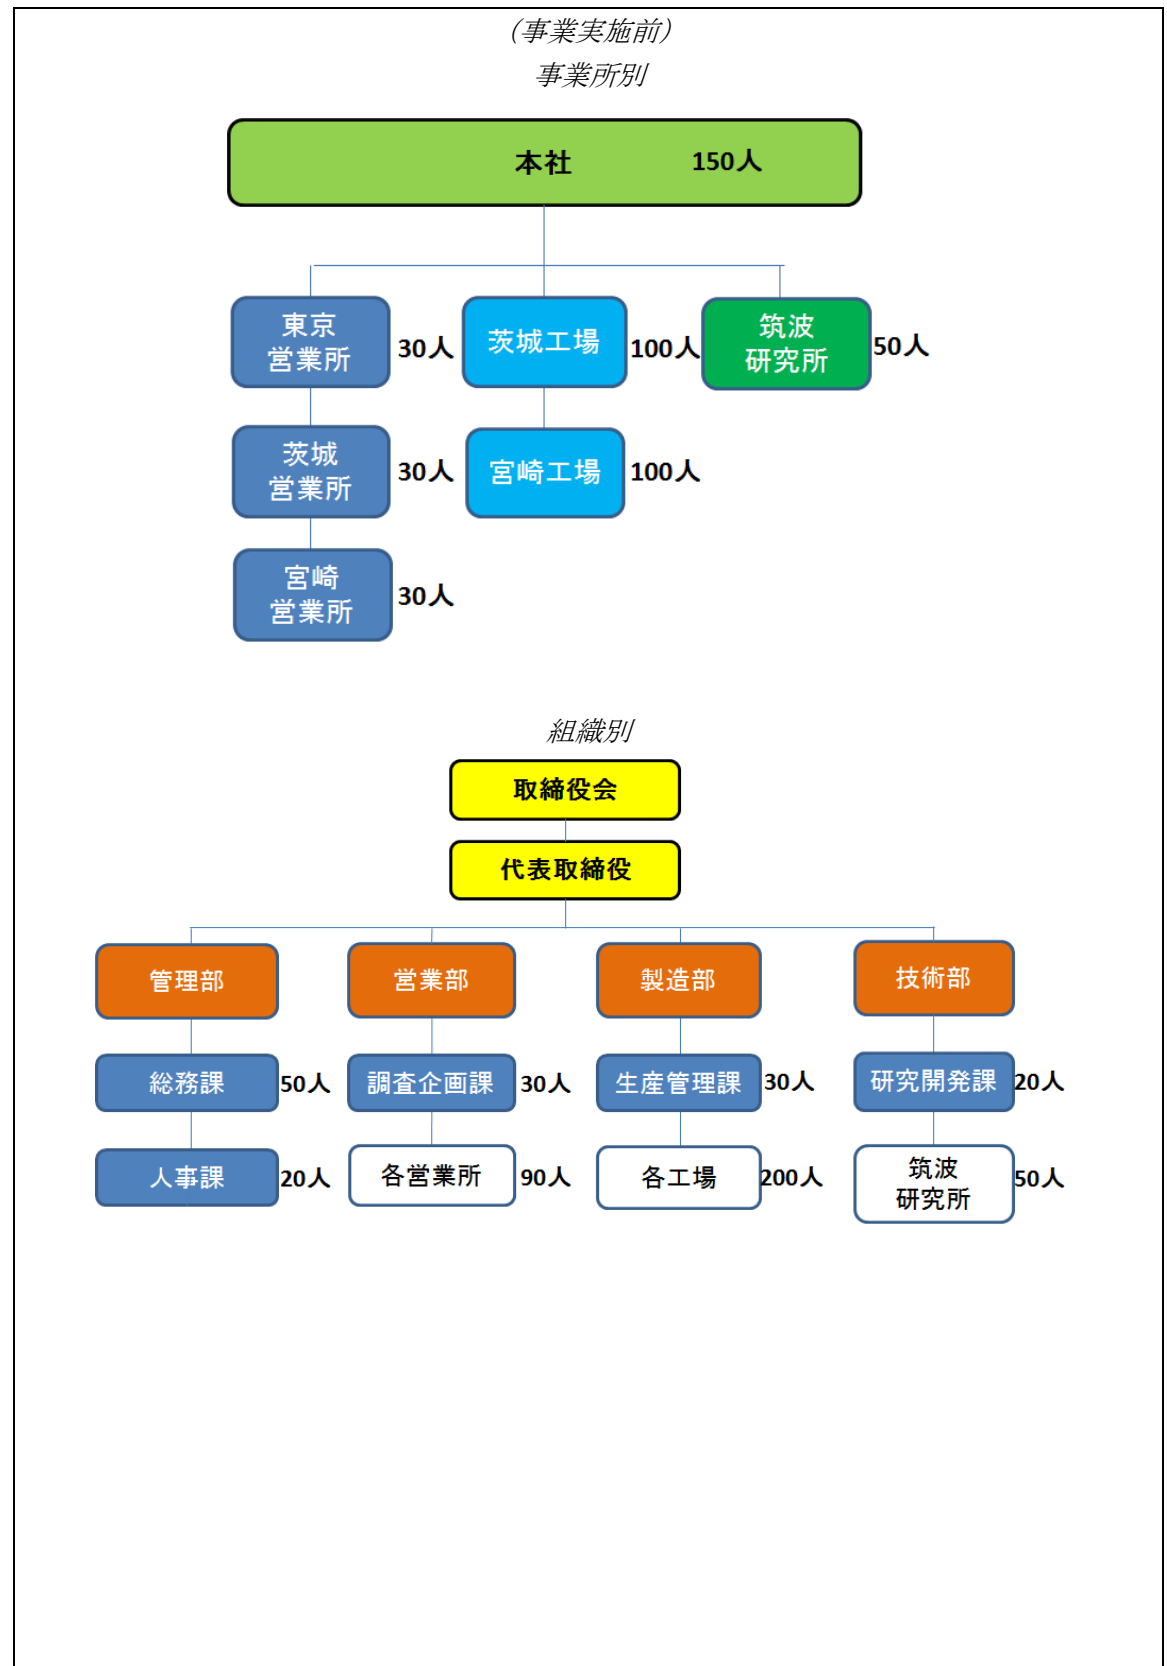 （事業実施前）
事業所別
本社 150人
東京
営業所
30人
茨城工場
100人
筑波
研究所
50人
茨城
営業所
30人
宮崎工場
100人
宮崎
営業所
30人
組織別
取締役会
代表取締役
管理部
営業部
製造部
技術部
総務課
50人
調査企画課
30人
生産管理課
30人
研究開発課
20人
人事課
20人
各営業所
90人
各工場
200人
筑波
研究所
50人